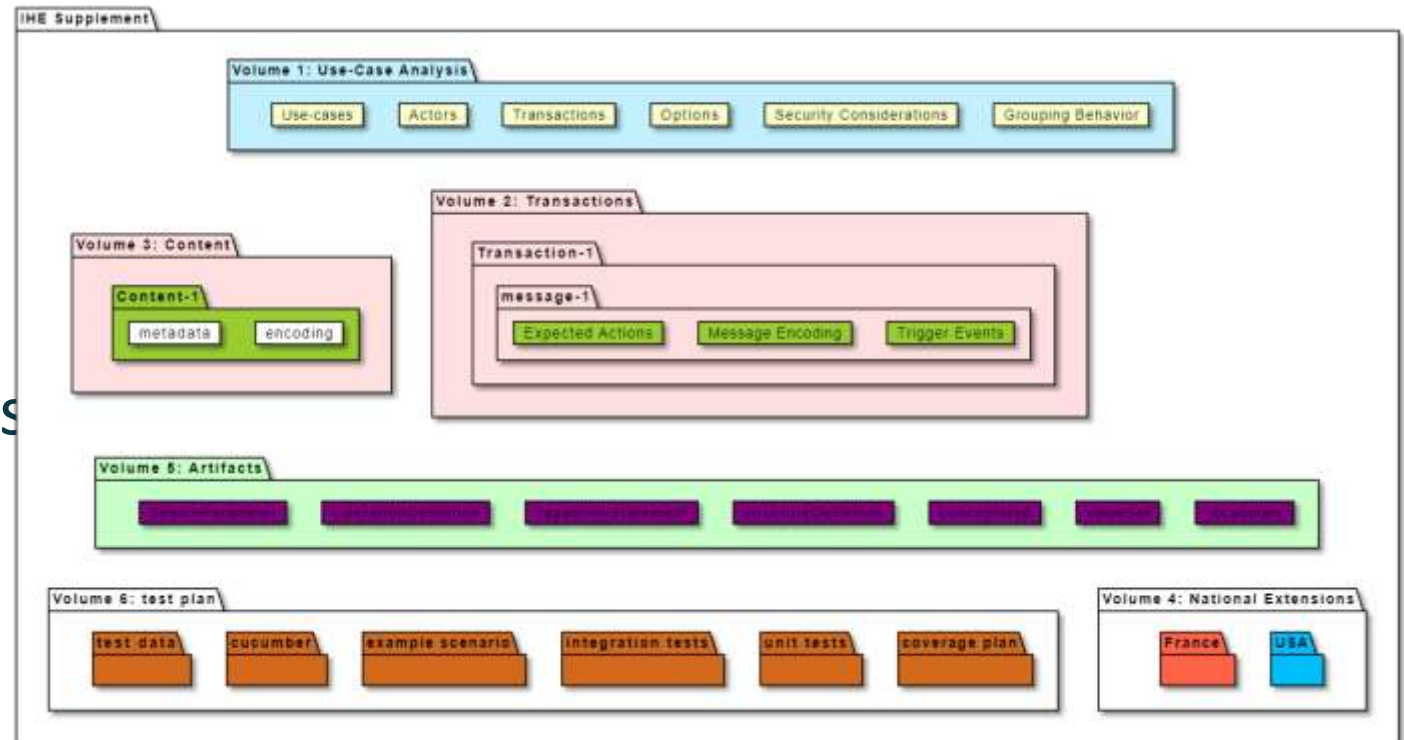 IHE Supplement
Volume 1: Use-Case Analysis
Use-cases Actors Transactions Options Security Considerations Grouping Behavior
Volume 2: Transactions
Volume 3: Content
Transaction-1
Content-1
message-1
metadata encoding
Expected Actions Message Encoding Trigger Events
s
Volume 5: Artifacts
Volume 6: test plan
Volume 4: National Extensions
test data cucumber example scenario integration tests unit tests coverage plan
France USA